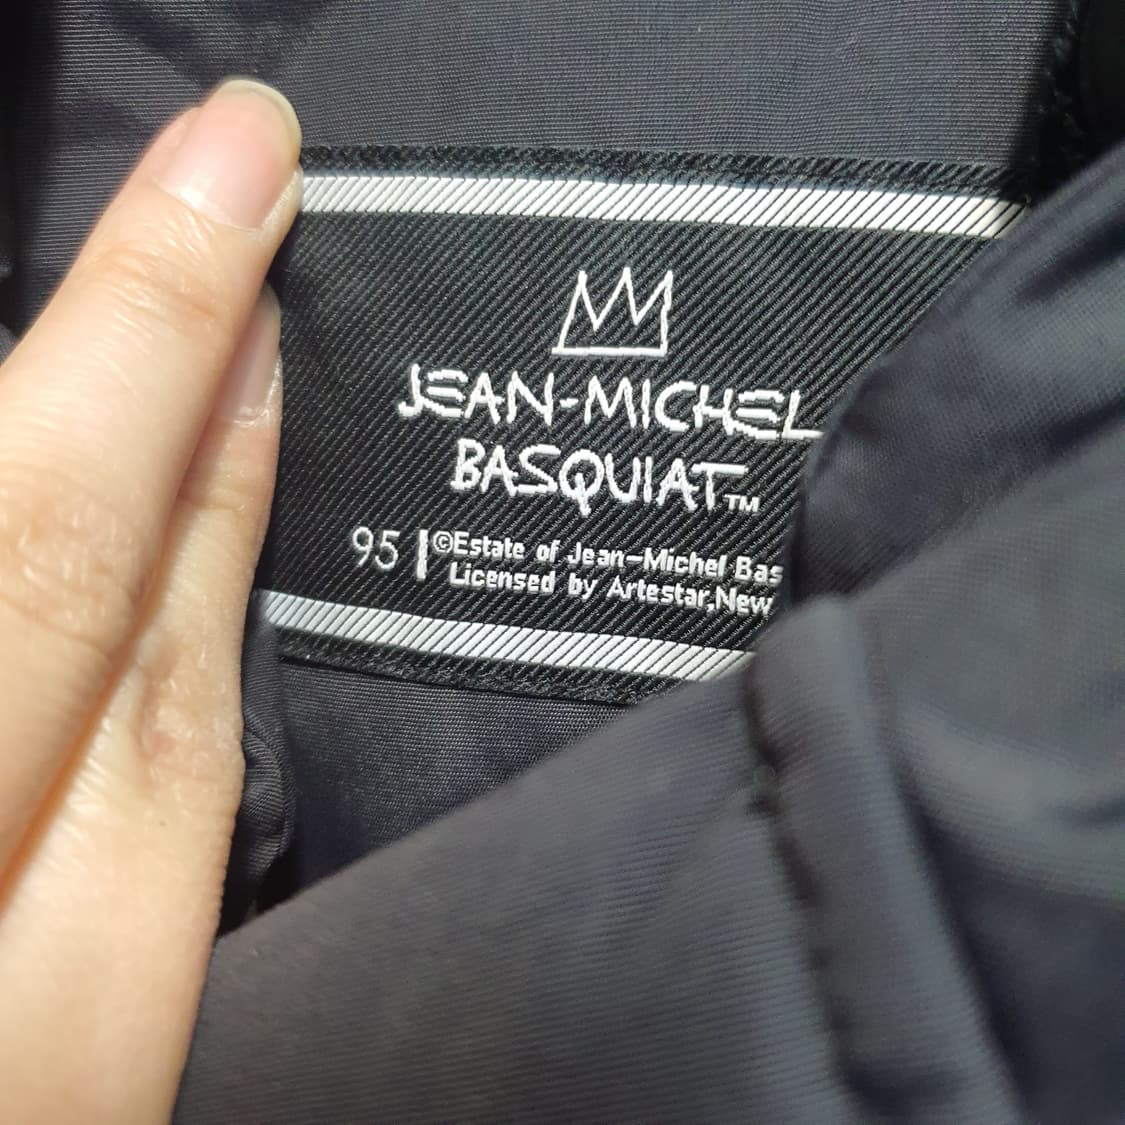 JEAN-MICHEL
BASQUIAT™
95
©Estate of Jean-Michel Bas
Licensed by Artestar,New